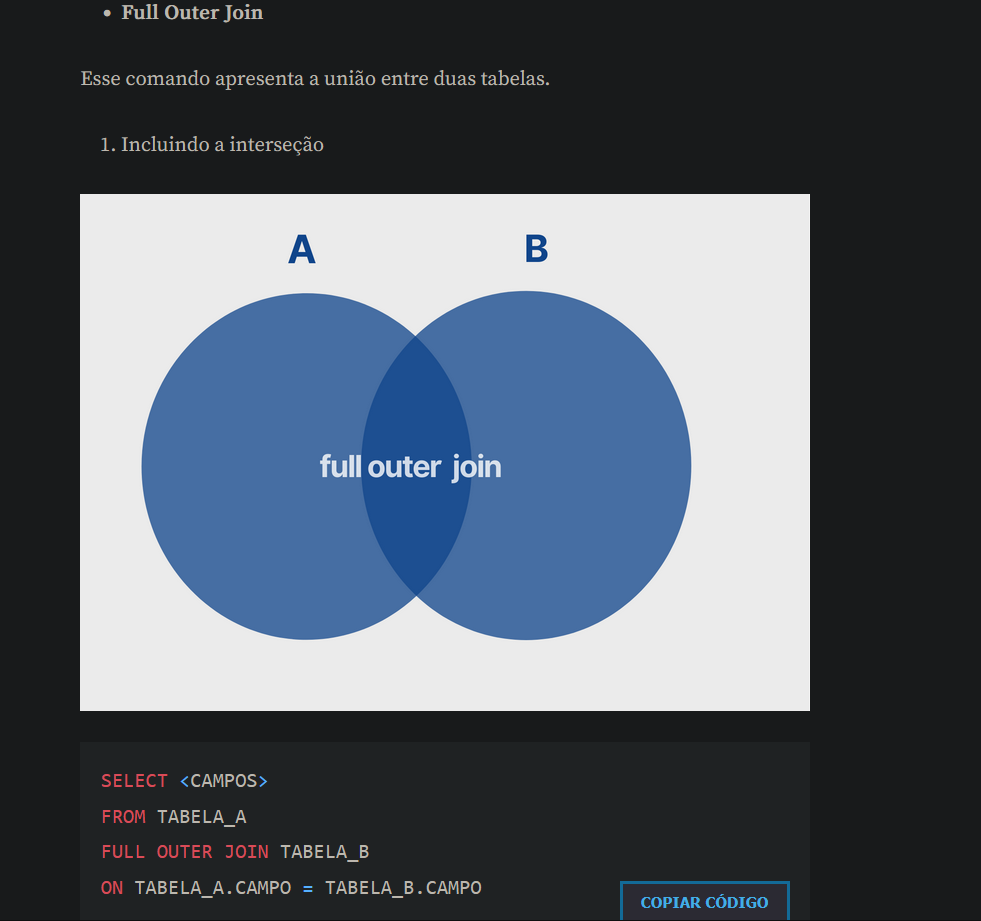 • Full Outer Join
Esse comando apresenta a união entre duas tabelas.
1. Incluindo a interseção
A B
full outer join
SELECT <CAMPOS>
FROM TABELA_A
FULL OUTER JOIN TABELA_B
ON TABELA_A.CAMPO = TABELA_B.CAMPO
COPIAR CÓDIGO